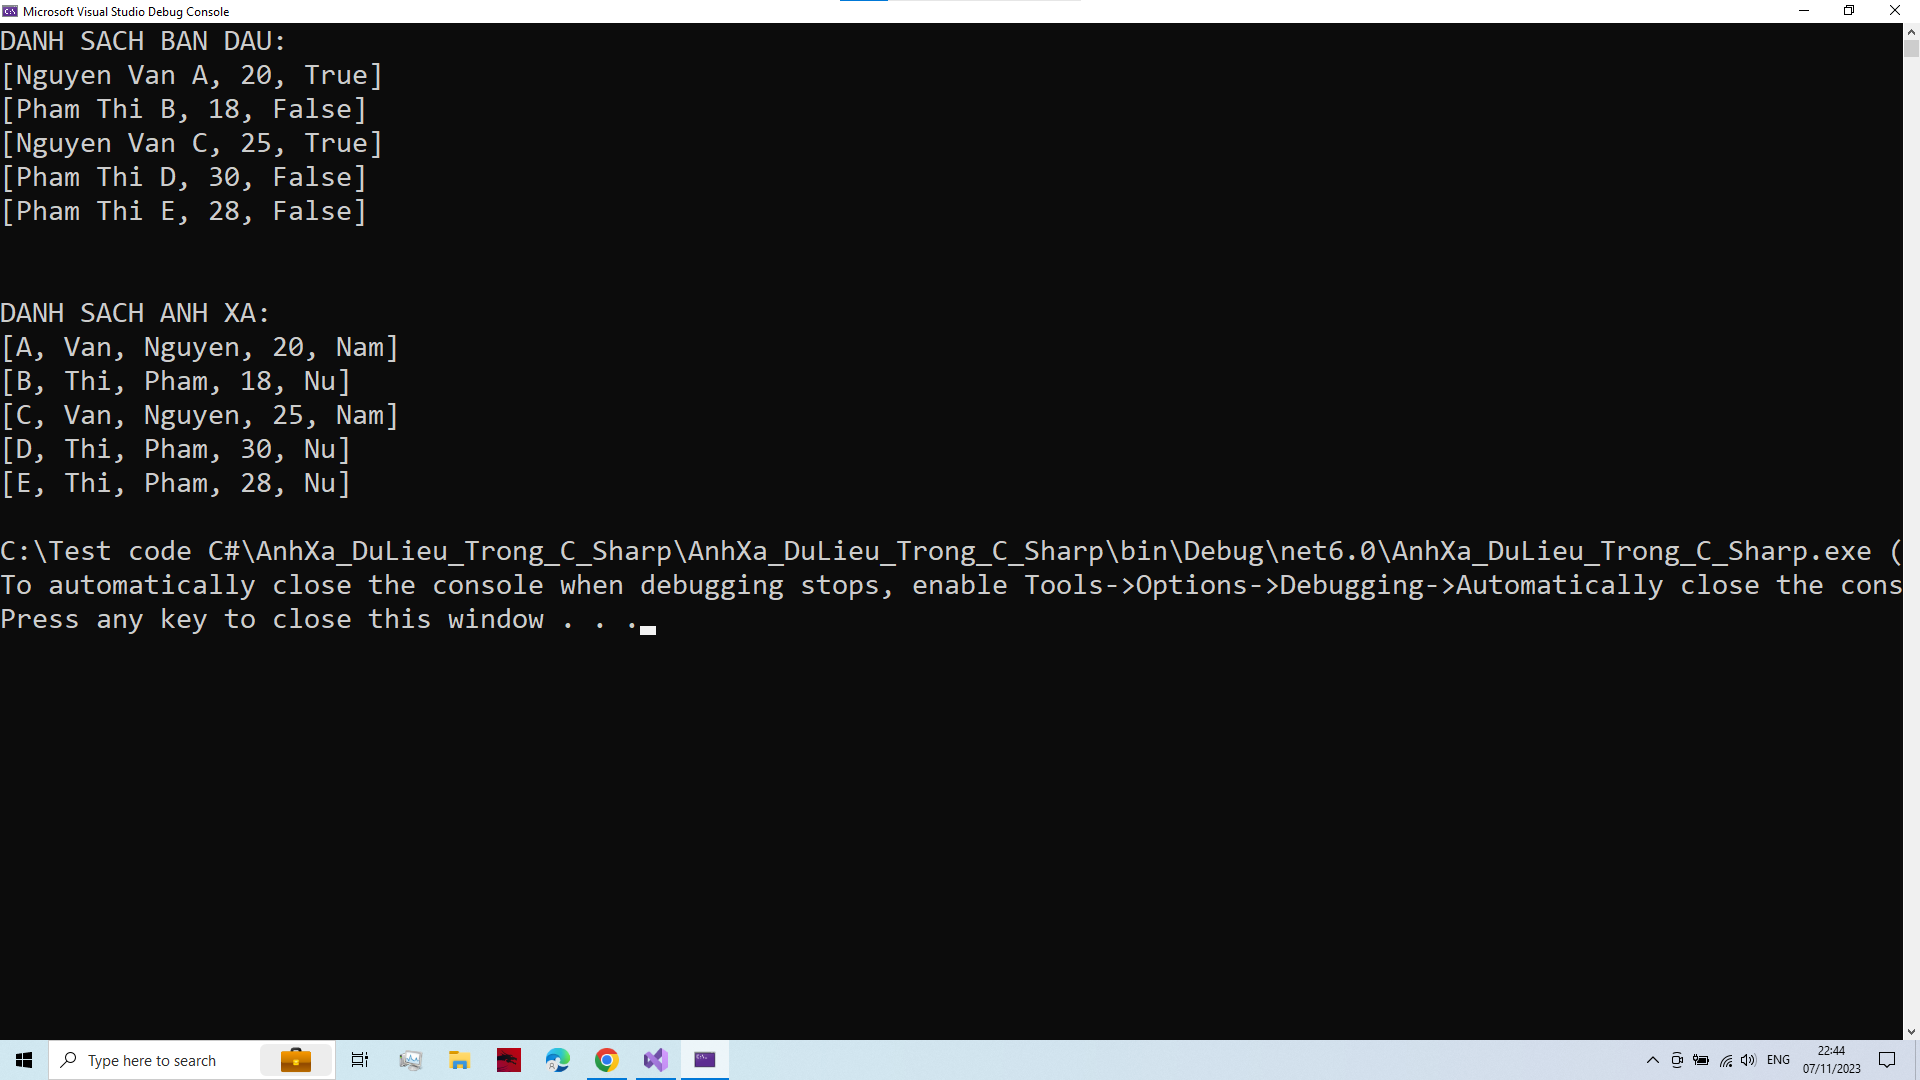 Microsoft Visual Studio Debug Console
DANH SACH BAN DAU:
[Nguyen Van A, 20, True]
[Pham Thi B, 18, False]
[Nguyen Van C, 25, True]
[Pham Thi D, 30, False]
[Pham Thi E, 28, False]
DANH SACH ANH XA:
[A, Van, Nguyen, 20, Nam]
[B, Thi, Pham, 18, Nu]
[C, Van, Nguyen, 25, Nam]
[D, Thi, Pham, 30, Nu]
[E, Thi, Pham, 28, Nu]
C:\Test code C#\AnhXa_DuLieu_Trong_C_Sharp\AnhXa_DuLieu_Trong_C_Sharp\bin\Debug\net6.0\AnhXa_DuLieu_Trong_C_Sharp.exe (
To automatically close the console when debugging stops, enable Tools->Options->Debugging->Automatically close the cons
Press any key to close this window . . .
Type here to search
ENG
22:44
07/11/2023